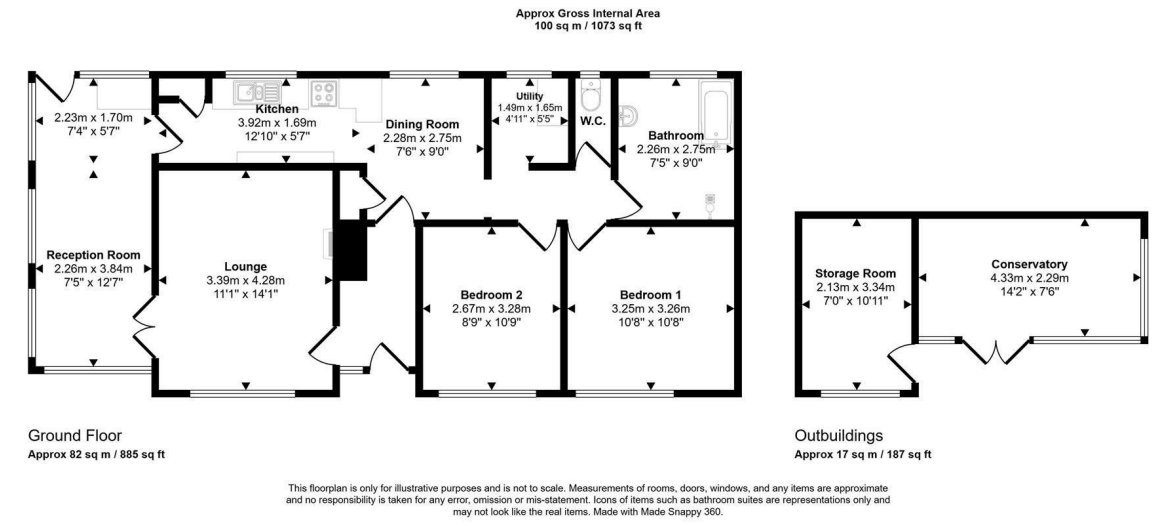 Approx Gross Internal Area
100 sq m / 1073 sq ft
2.23m x 1.70m
7'4" x 5'7"
Kitchen
3.92m x 1.69m
12'10" x 5'7"
Dining Room
2.28m x 2.75m
7'6" x 9'0"
Utility
1.49m x 1.65m
4'11" x 5'5"
W.C.
Bathroom
2.26m x 2.75m
7'5" x 9'0"
Reception Room
2.26m x 3.84m
7'5" x 12'7"
Lounge
3.39m x 4.28m
11'1" x 14'1"
Bedroom 2
2.67m x 3.28m
8'9" x 10'9"
Bedroom 1
3.25m x 3.26m
10'8" x 10'8"
Storage Room
2.13m x 3.34m
7'0" x 10'11"
Conservatory
4.33m x 2.29m
14'2" x 7'6"
Ground Floor
Approx 82 sq m / 885 sq ft
Outbuildings
Approx 17 sq m / 187 sq ft
This floorplan is only for illustrative purposes and is not to scale. Measurements of rooms, doors, windows, and any items are approximate
and no responsibility is taken for any error, omission or mis-statement. Icons of items such as bathroom suites are representations only and
may not look like the real items. Made with Made Snappy 360.